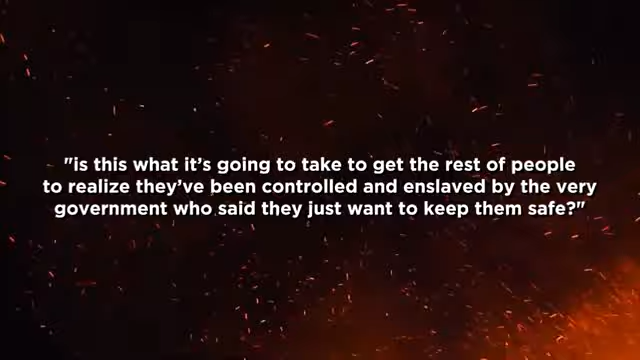 "is this what it’s going to take to get the rest of people
to realize they’ve been controlled and enslaved by the very
government who said they just want to keep them safe?"